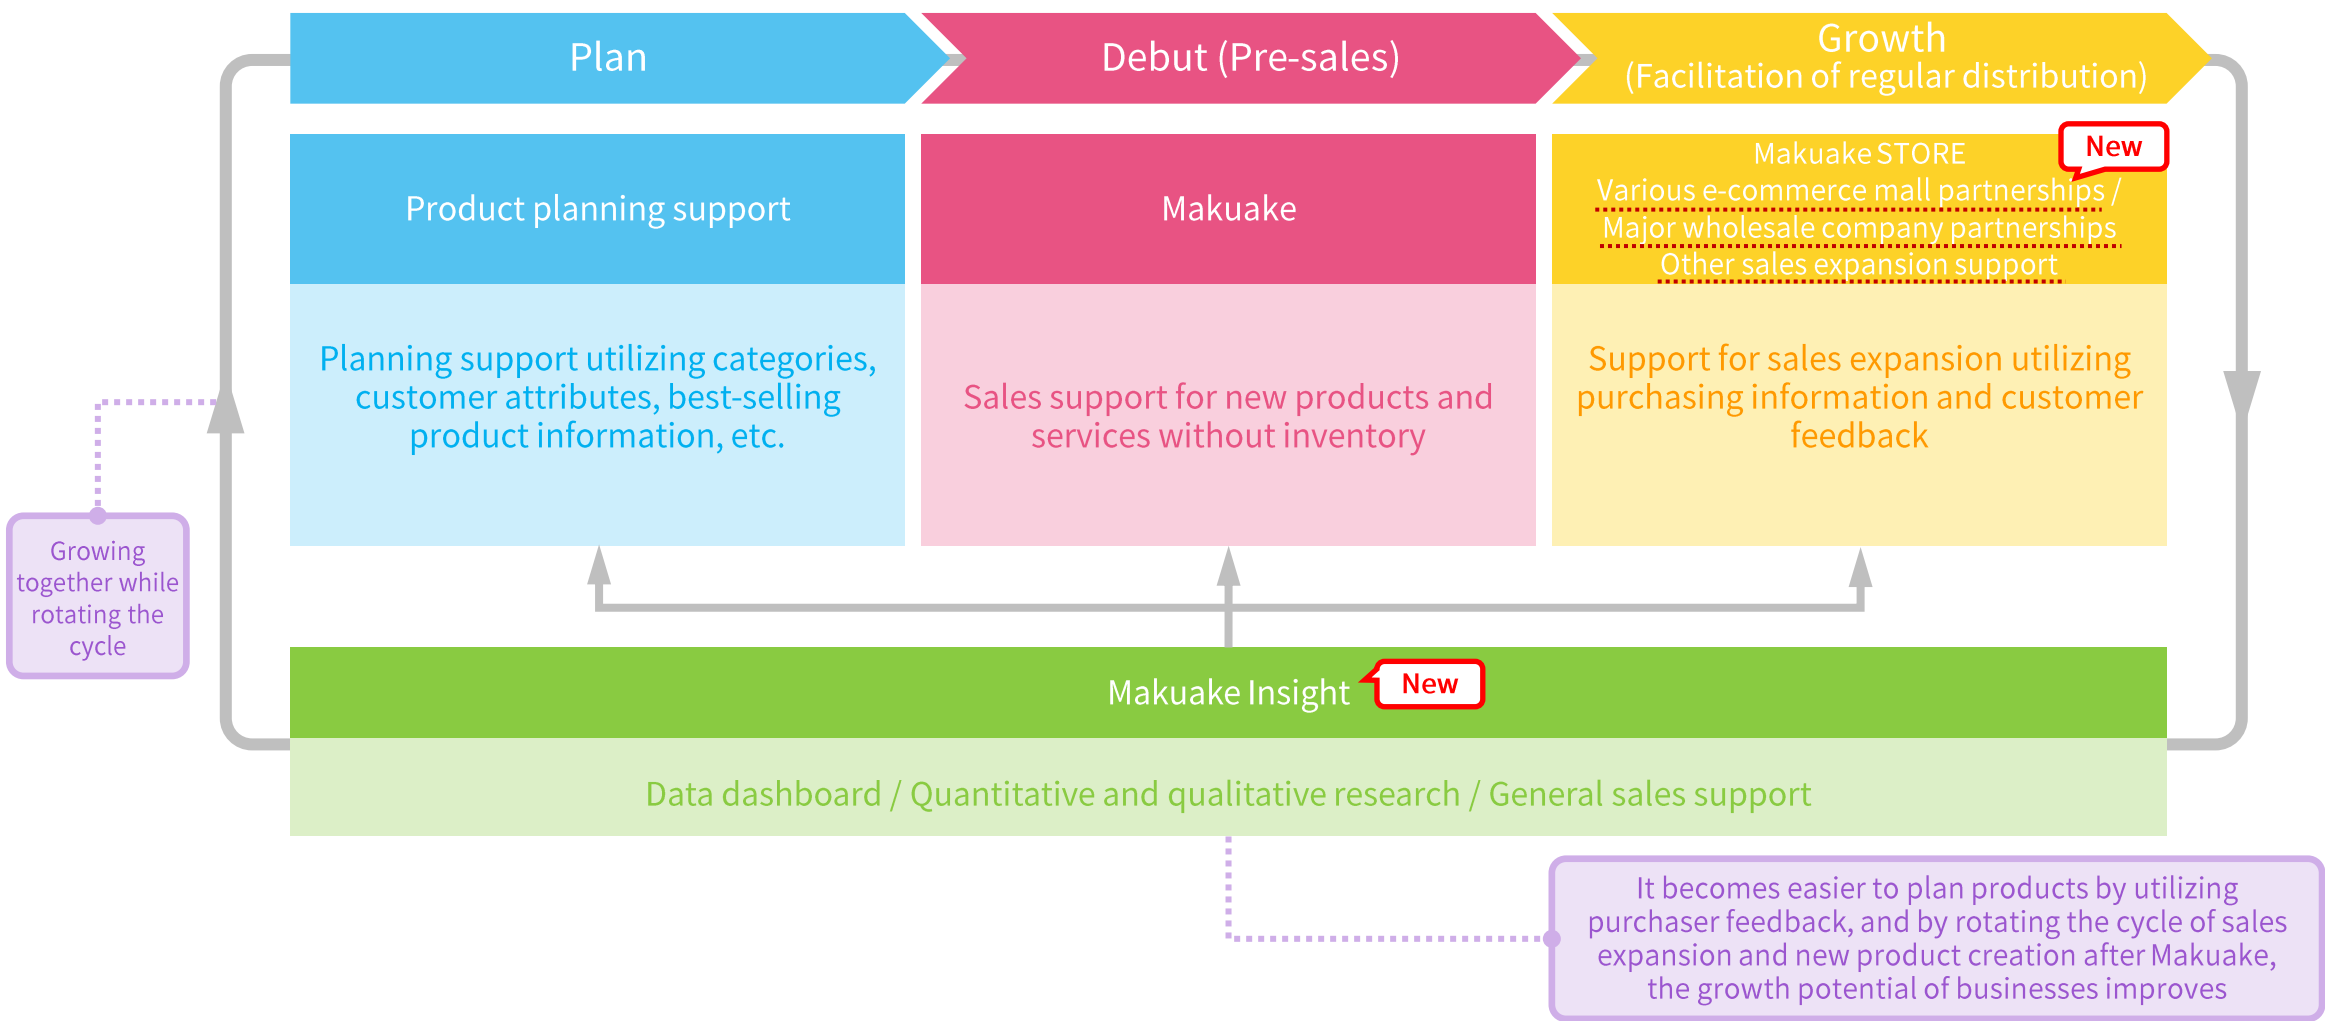 Plan
Debut (Pre-sales)
Growth
(Facilitation of regular distribution)
Product planning support
Makuake
Makuake STORE
New
Various e-commerce mall partnerships /
Major wholesale company partnerships
Other sales expansion support
Planning support utilizing categories,
customer attributes, best-selling
product information, etc.
Sales support for new products and
services without inventory
Support for sales expansion utilizing
purchasing information and customer
feedback
Growing
together while
rotating the
cycle
Makuake Insight
New
Data dashboard / Quantitative and qualitative research / General sales support
It becomes easier to plan products by utilizing
purchaser feedback, and by rotating the cycle of sales
expansion and new product creation after Makuake,
the growth potential of businesses improves